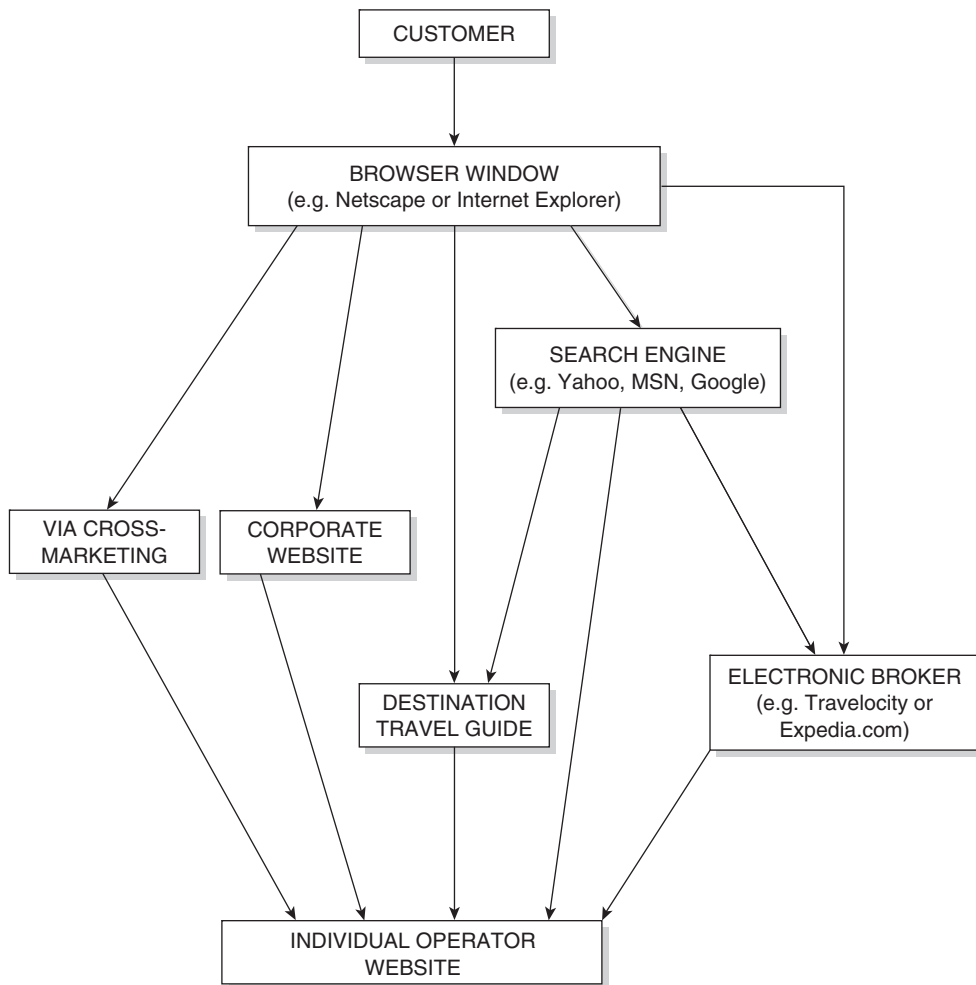 CUSTOMER
BROWSER WINDOW
(e.g. Netscape or Internet Explorer)
SEARCH ENGINE
(e.g. Yahoo, MSN, Google)
VIA CROSS-
MARKETING
CORPORATE
WEBSITE
DESTINATION
TRAVEL GUIDE
ELECTRONIC BROKER
(e.g. Travelocity or
Expedia.com)
INDIVIDUAL OPERATOR
WEBSITE